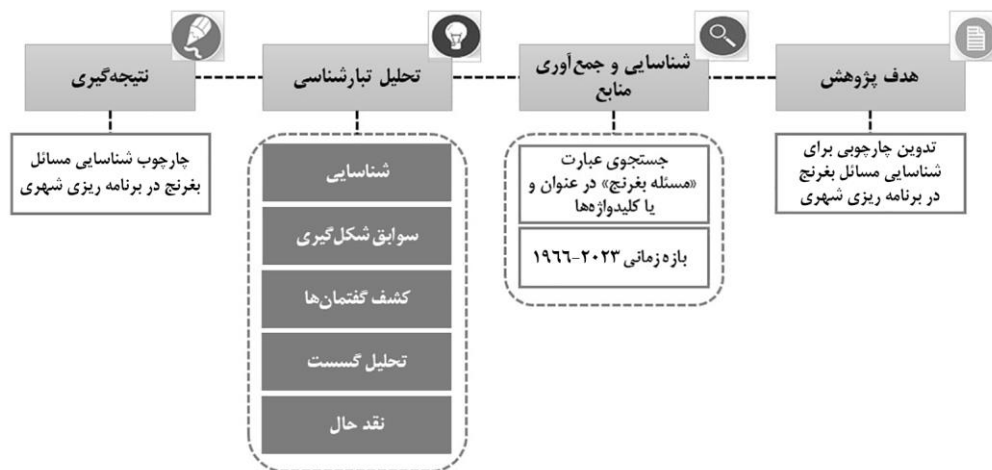 هدف پژوهش
تدوین چارچوبی برای
شناسایی مسائل بغرنج
در برنامه ریزی شهری
شناسایی و جمع‌آوری
منابع
جستجوی عبارت
«مسئله بغرنج» در عنوان و
یا کلیدواژه‌ها
بازه زمانی ۲۰۲۳-۱۹۶۶
تحلیل تبارشناسی
شناسایی
سوابق شکل‌گیری
کشف گفتمان‌ها
تحلیل گسست
نقد حال
نتیجه‌گیری
چارچوب شناسایی مسائل
بغرنج در برنامه ریزی شهری